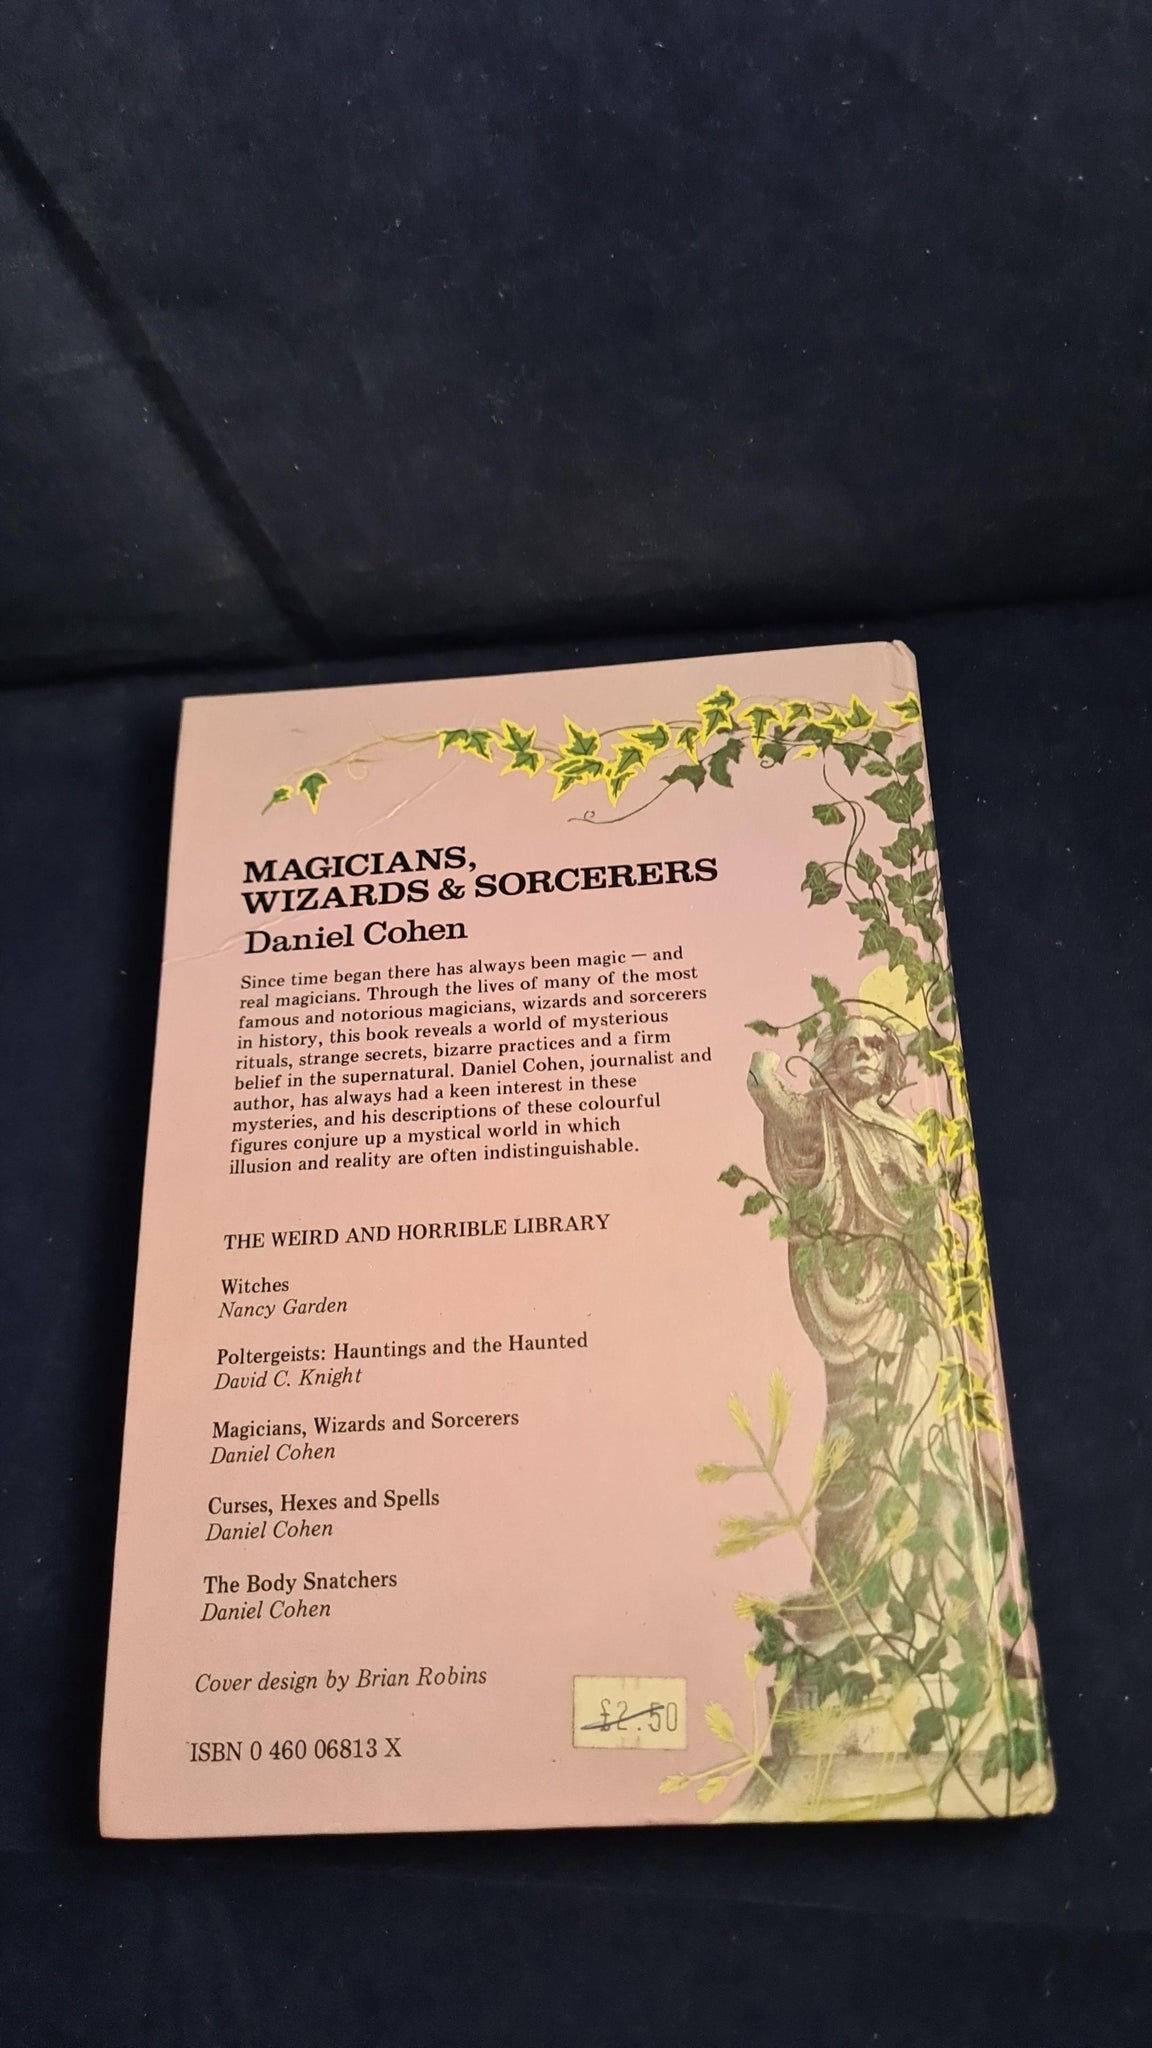 MAGICIANS,
WIZARDS & SORCERERS
Daniel Cohen
Since time began there has always been magic — and
real magicians. Through the lives of many of the most
famous and notorious magicians, wizards and sorcerers
in history, this book reveals a world of mysterious
rituals, strange secrets, bizarre practices and a firm
belief in the supernatural. Daniel Cohen, journalist and
author, has always had a keen interest in these
mysteries, and his descriptions of these colourful
figures conjure up a mystical world in which
illusion and reality are often indistinguishable.
THE WEIRD AND HORRIBLE LIBRARY
Witches
Nancy Garden
Poltergeists: Hauntings and the Haunted
David C. Knight
Magicians, Wizards and Sorcerers
Daniel Cohen
Curses, Hexes and Spells
Daniel Cohen
The Body Snatchers
Daniel Cohen
Cover design by Brian Robins
£2.50
ISBN 0 460 06813 X